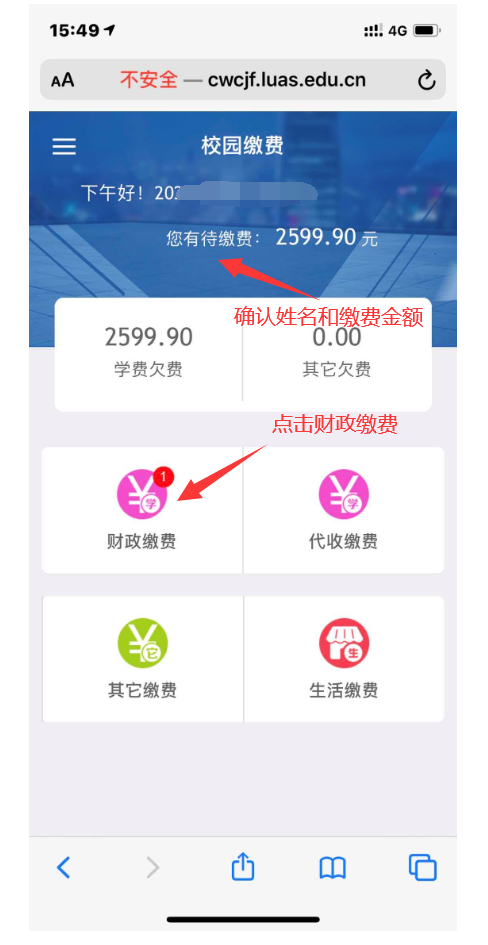 15:49
4G
AA 不安全 — cwcjf.luas.edu.cn
校园缴费
下午好！202
您有待缴费： 2599.90 元
确认姓名和缴费金额
2599.90
0.00
学费欠费
其它欠费
点击财政缴费
1
学
学
财政缴费
代收缴费
它
生
其它缴费
生活缴费